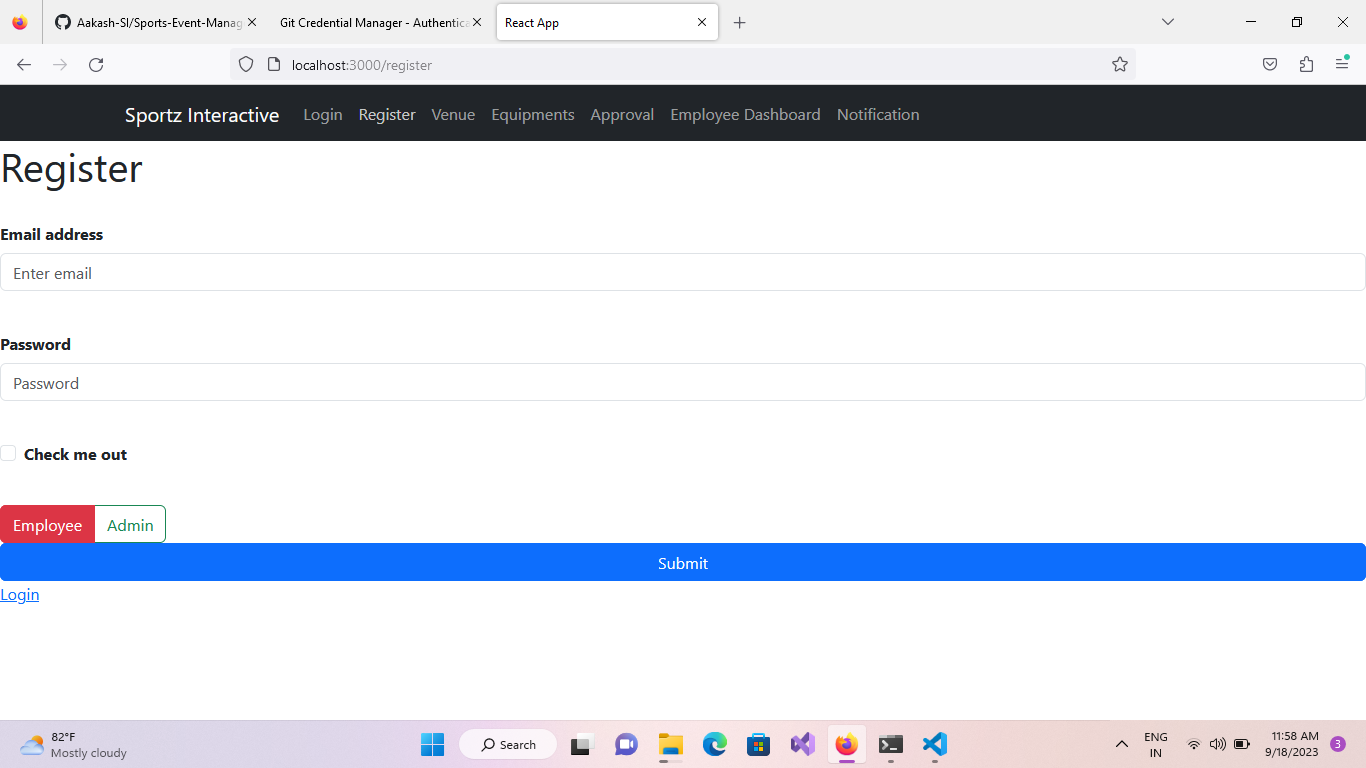 Aakash-SI/Sports-Event-Manag
Git Credential Manager - Authentica
React App
localhost:3000/register
Sportz Interactive Login Register Venue Equipments Approval Employee Dashboard Notification
Register
Email address
Enter email
Password
Password
Check me out
Employee Admin
Submit
Login
82°F
Mostly cloudy
Search
ENG
IN
11:58 AM
9/18/2023
3